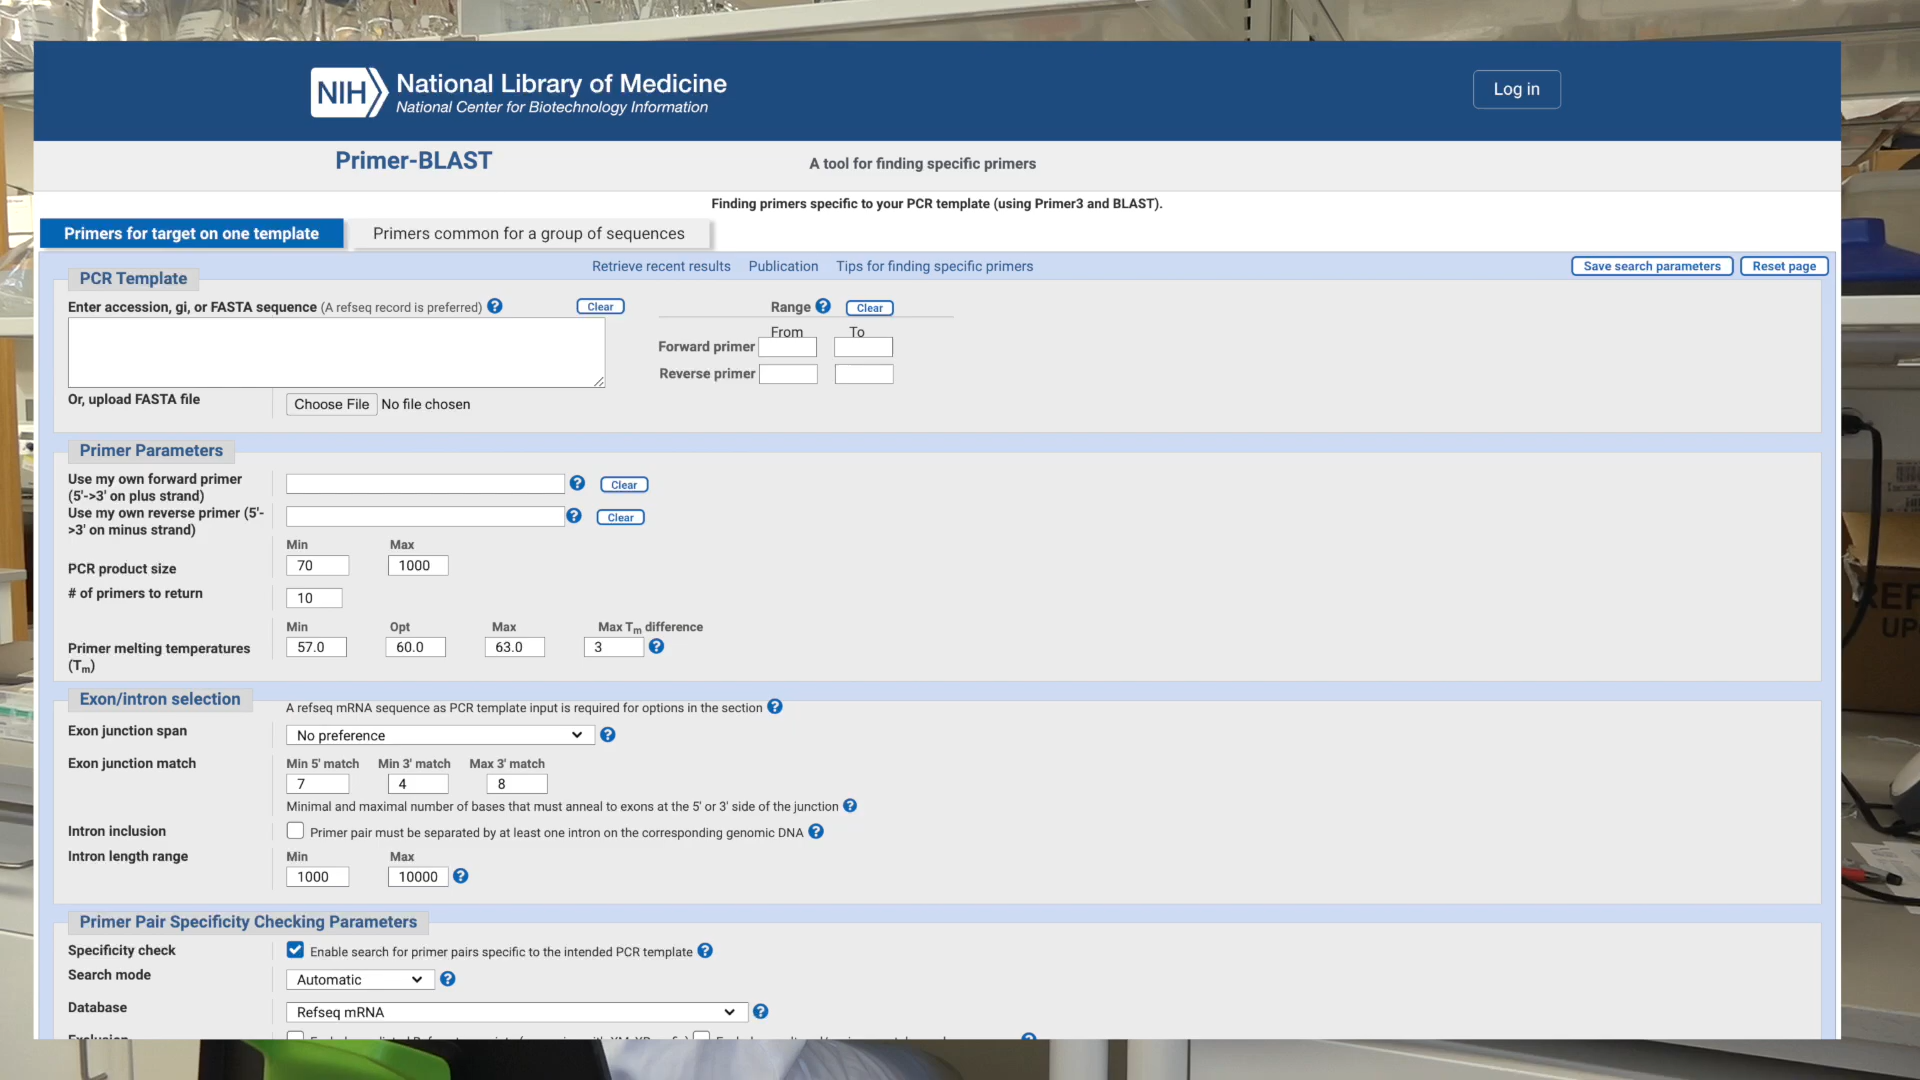 NIH National Library of Medicine
National Center for Biotechnology Information
Log in
Primer-BLAST
A tool for finding specific primers
Finding primers specific to your PCR template (using Primer3 and BLAST).
Primers for target on one template
Primers common for a group of sequences
Retrieve recent results Publication Tips for finding specific primers
Save search parameters Reset page
PCR Template
Enter accession, gi, or FASTA sequence (A refseq record is preferred) ? Clear
Range ? Clear
From To
Forward primer
Reverse primer
Or, upload FASTA file
Choose File No file chosen
Primer Parameters
Use my own forward primer
(5'->3' on plus strand)
? Clear
Use my own reverse primer (5'-
>3' on minus strand)
? Clear
Min Max
PCR product size 70 1000
# of primers to return 10
Min Opt Max Max Tm difference
Primer melting temperatures
(Tm)
57.0 60.0 63.0 3 ?
Exon/intron selection
A refseq mRNA sequence as PCR template input is required for options in the section ?
Exon junction span No preference ?
Exon junction match
Min 5' match Min 3' match Max 3' match
7 4 8
Minimal and maximal number of bases that must anneal to exons at the 5' or 3' side of the junction ?
Intron inclusion Primer pair must be separated by at least one intron on the corresponding genomic DNA ?
Intron length range
Min Max
1000 10000 ?
Primer Pair Specificity Checking Parameters
Specificity check Enable search for primer pairs specific to the intended PCR template ?
Search mode Automatic ?
Database Refseq mRNA ?